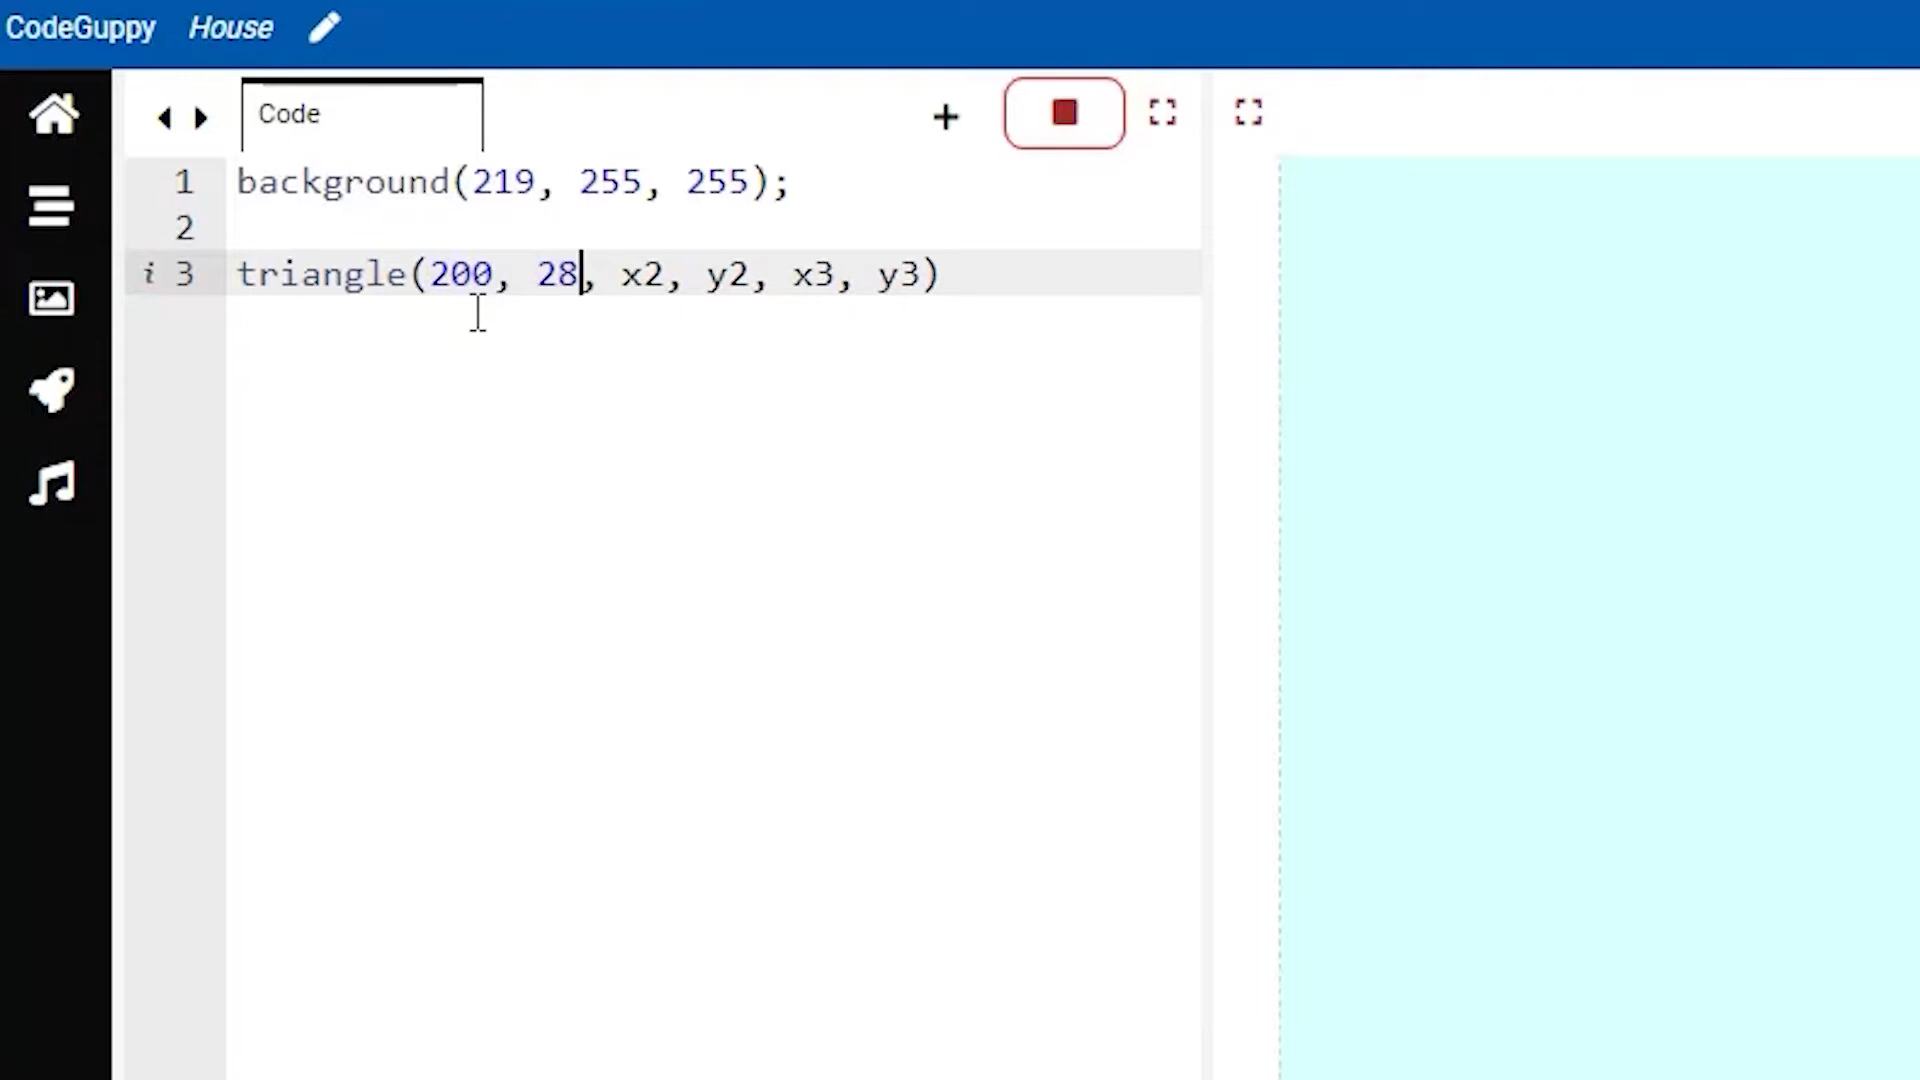 CodeGuppy House
Code
1 background(219, 255, 255);
2
i 3 triangle(200, 28, x2, y2, x3, y3)